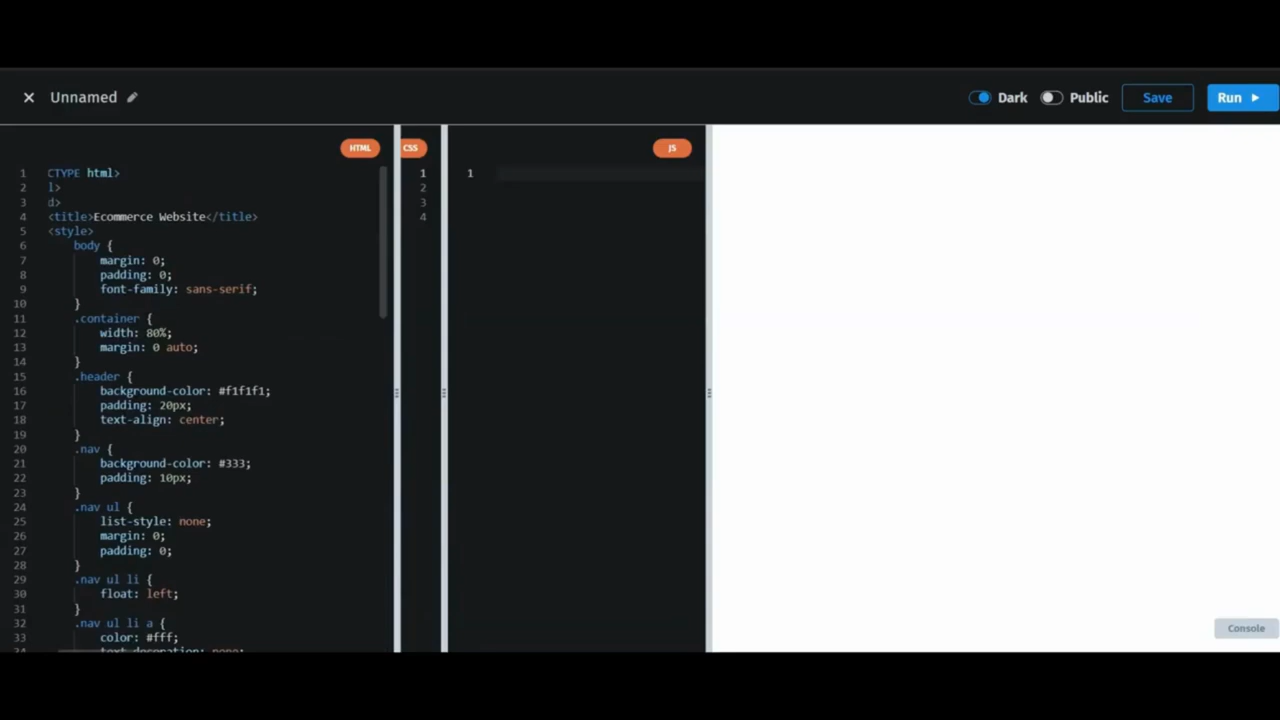 Unnamed
Dark
Public
Save
Run
HTML
CSS
JS
1 CTYPE html>
2 l>
3 d>
4 <title>Ecommerce Website</title>
5 <style>
6 body {
7 margin: 0;
8 padding: 0;
9 font-family: sans-serif;
10 }
11 .container {
12 width: 80%;
13 margin: 0 auto;
14 }
15 .header {
16 background-color: #f1f1f1;
17 padding: 20px;
18 text-align: center;
19 }
20 .nav {
21 background-color: #333;
22 padding: 10px;
23 }
24 .nav ul {
25 list-style: none;
26 margin: 0;
27 padding: 0;
28 }
29 .nav ul li {
30 float: left;
31 }
32 .nav ul li a {
33 color: #fff;
34 text-decoration: none;
1
2
3
4
1
Console